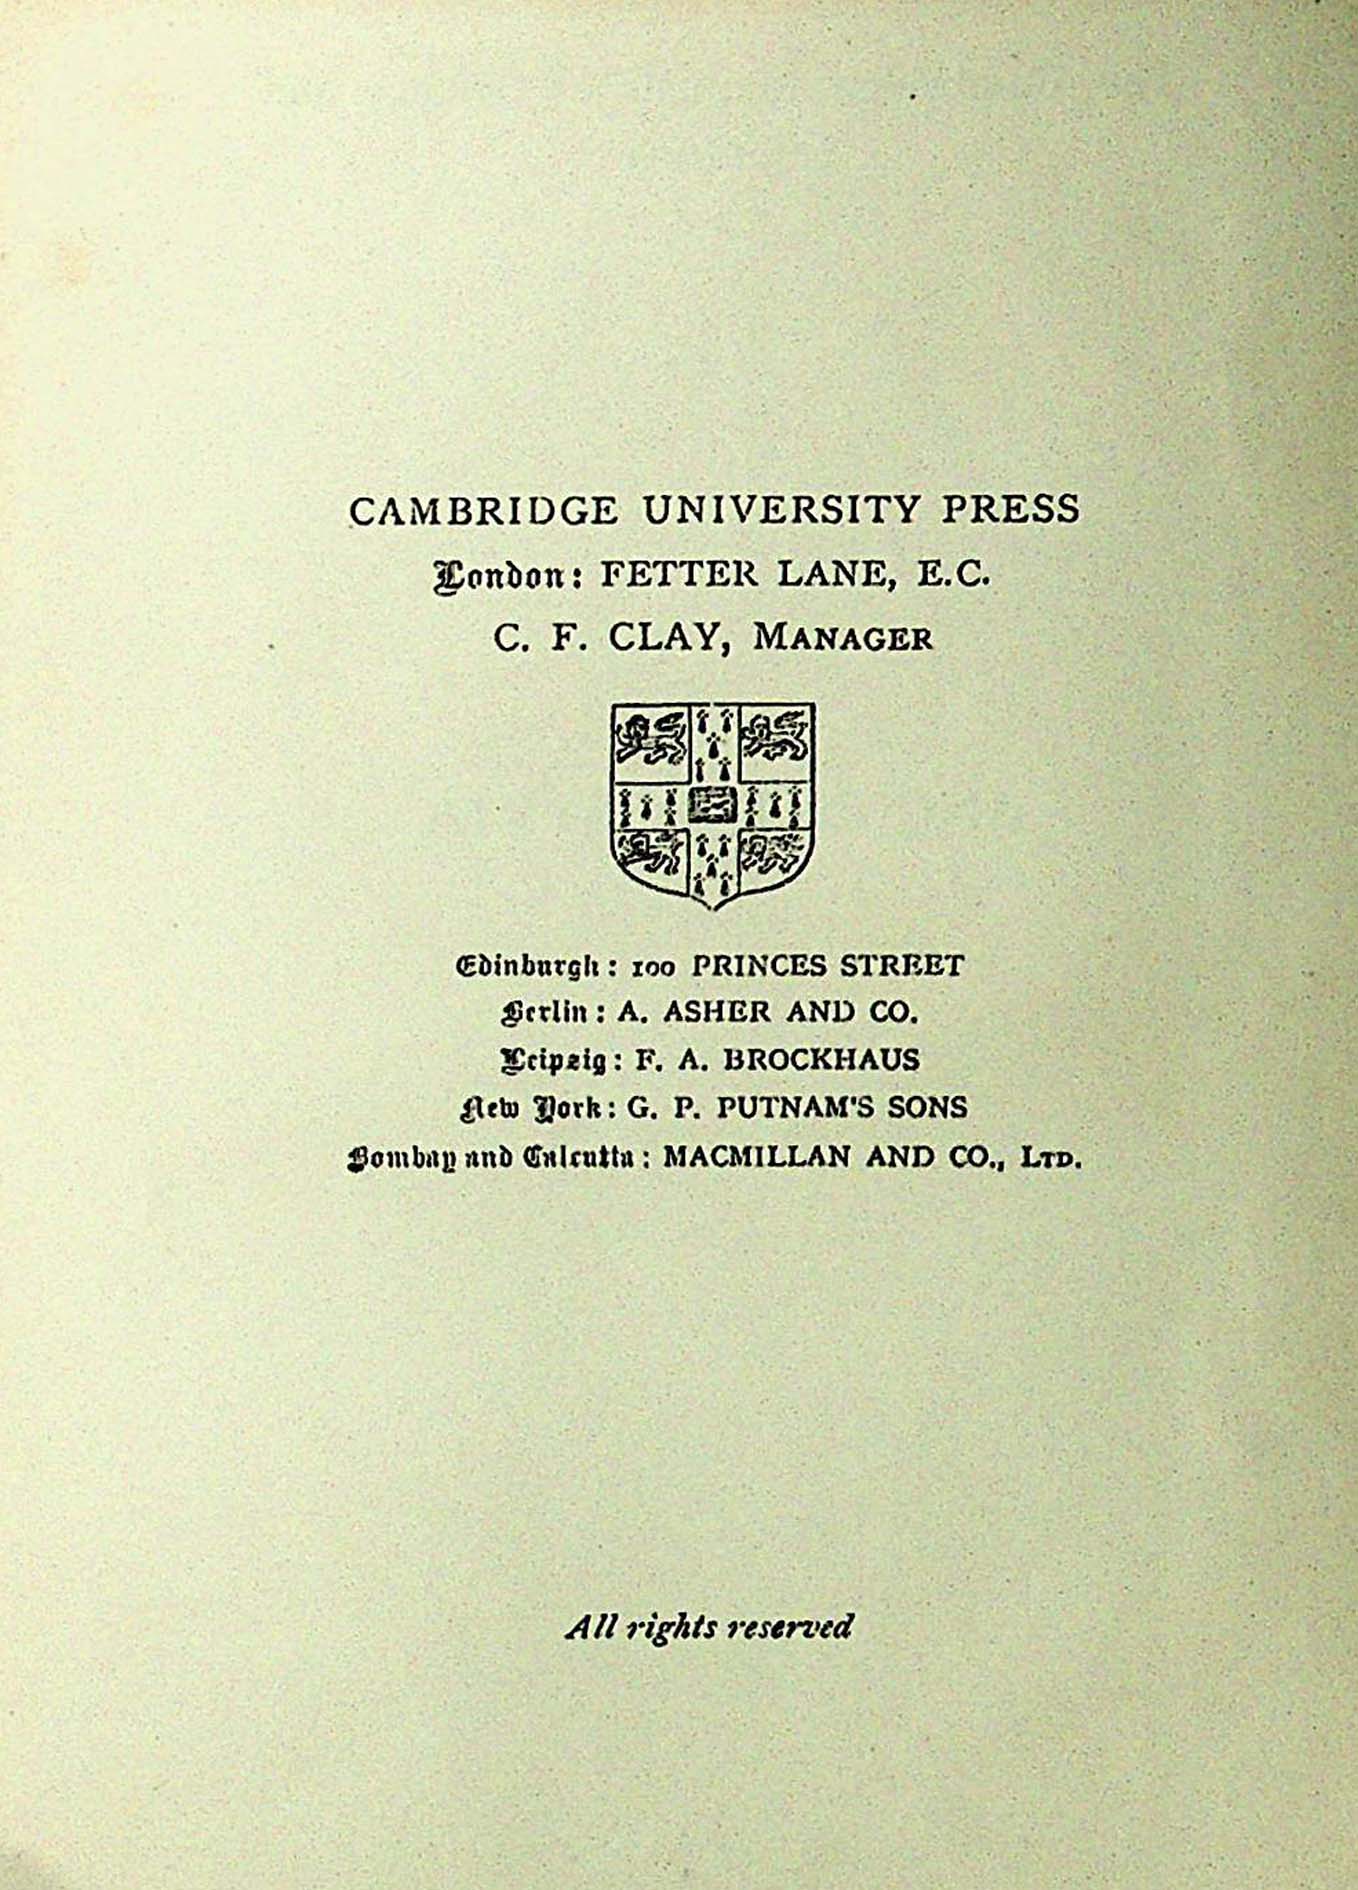 CAMBRIDGE UNIVERSITY PRESS
London: FETTER LANE, E.C.
C. F. CLAY, MANAGER
Edinburgh: 100 PRINCES STREET
Berlin: A. ASHER AND CO.
Leipzig: F. A. BROCKHAUS
New York: G. P. PUTNAM'S SONS
Bombay and Calcutta: MACMILLAN AND CO., LTD.
All rights reserved